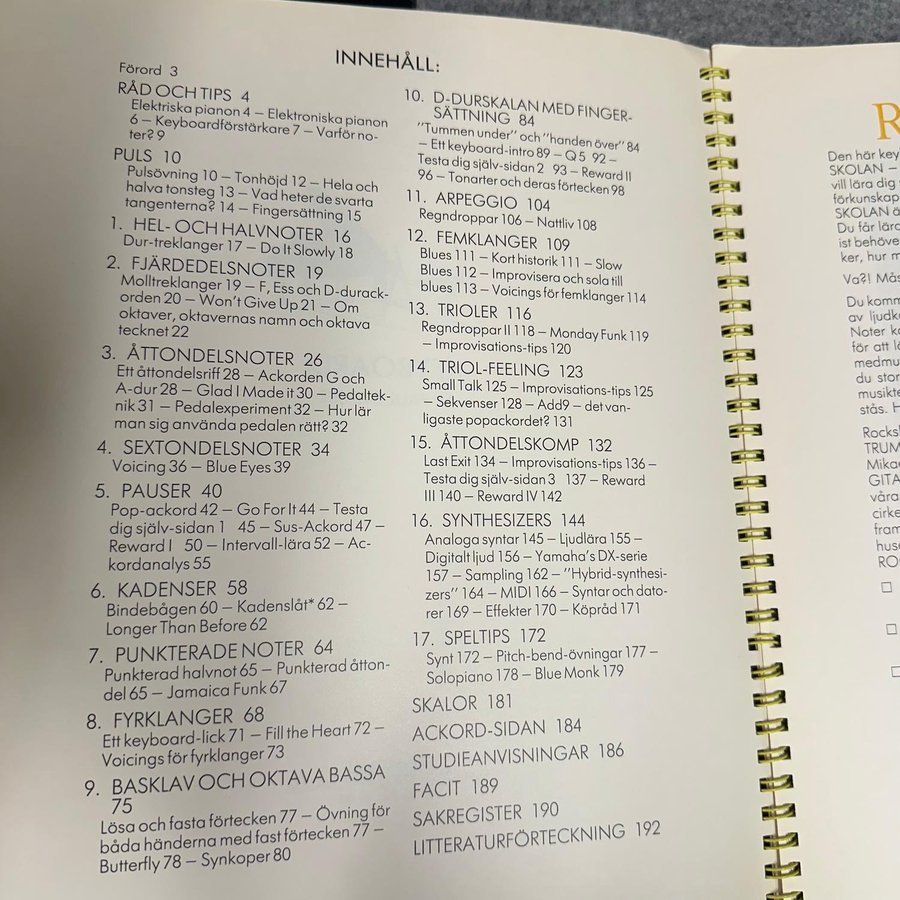 INNEHÅLL:
Förord 3
RÅD OCH TIPS 4
Elektriska pianon 4 – Elektroniska pianon
6 – Keyboardförstärkare 7 – Varför no-
ter? 9
PULS 10
Pulsövning 10 – Tonhöjd 12 – Hela och
halva tonsteg 13 – Vad heter de svarta
tangenterna? 14 – Fingersättning 15
1. HEL- OCH HALVNOTER 16
Dur-treklanger 17 – Do It Slowly 18
2. FJÄRDEDELSNOTER 19
Molltreklanger 19 – F, Ess och D-durack-
orden 20 – Won't Give Up 21 – Om
oktaver, oktavernas namn och oktava
tecknet 22
3. ÅTTONDELSNOTER 26
Ett åttondelsriff 28 – Ackorden G och
A-dur 28 – Glad I Made it 30 – Pedaltek-
nik 31 – Pedalexperiment 32 – Hur lär
man sig använda pedalen rätt? 32
4. SEXTONDELSNOTER 34
Voicing 36 – Blue Eyes 39
5. PAUSER 40
Pop-ackord 42 – Go For It 44 – Testa
dig själv-sidan 1 45 – Sus-Ackord 47 –
Reward I 50 – Intervall-lära 52 – Ac-
kordanalys 55
6. KADENSER 58
Bindebågen 60 – Kadenslåt* 62 –
Longer Than Before 62
7. PUNKTERADE NOTER 64
Punkterad halvnot 65 – Punkterad åtton-
del 65 – Jamaica Funk 67
8. FYRKLANGER 68
Ett keyboard-lick 71 – Fill the Heart 72 –
Voicings för fyrklanger 73
9. BASKLAV OCH OKTAVA BASSA
75
Lösa och fasta förtecken 77 – Övning för
båda händerna med fast förtecken 77 –
Butterfly 78 – Synkoper 80
10. D-DURSKALAN MED FINGER-
SÄTTNING 84
"Tummen under" och "handen över" 84
– Ett keyboard-intro 89 – Q 5 92 –
Testa dig själv-sidan 2 93 – Reward II
96 – Tonarter och deras förtecken 98
11. ARPEGGIO 104
Regndroppar 106 – Nattliv 108
12. FEMKLANGER 109
Blues 111 – Kort historik 111 – Slow
Blues 112 – Improvisera och sola till
blues 113 – Voicings för femklanger 114
13. TRIOLER 116
Regndroppar II 118 – Monday Funk 119
– Improvisations-tips 120
14. TRIOL-FEELING 123
Small Talk 125 – Improvisations-tips 125
– Sekvenser 128 – Add9 – det van-
ligaste popackordet? 131
15. ÅTTONDELSKOMP 132
Last Exit 134 – Improvisations-tips 136 –
Testa dig själv-sidan 3 137 – Reward
III 140 – Reward IV 142
16. SYNTHESIZERS 144
Analoga syntar 145 – Ljudlära 155 –
Digitalt ljud 156 – Yamaha's DX-serie
157 – Sampling 162 – "Hybrid-synthesi-
zers" 164 – MIDI 166 – Syntar och dato-
rer 169 – Effekter 170 – Köpråd 171
17. SPELTIPS 172
Synt 172 – Pitch-bend-övningar 177 –
Solopiano 178 – Blue Monk 179
SKALOR 181
ACKORD-SIDAN 184
STUDIEANVISNINGAR 186
FACIT 189
SAKREGISTER 190
LITTERATURFÖRTECKNING 192
R
Den här key
SKOLAN –
vill lära dig
förkunskap
SKOLAN ä
Du får lära
ist behöve
ker, hur m
Va?! Mås
Du komm
av ljudko
Noter ka
för att lä
medmu
du stor
musikte
stås. H
Rocksk
TRUM
Mika
GITA
våra
cirke
fram
huse
RO